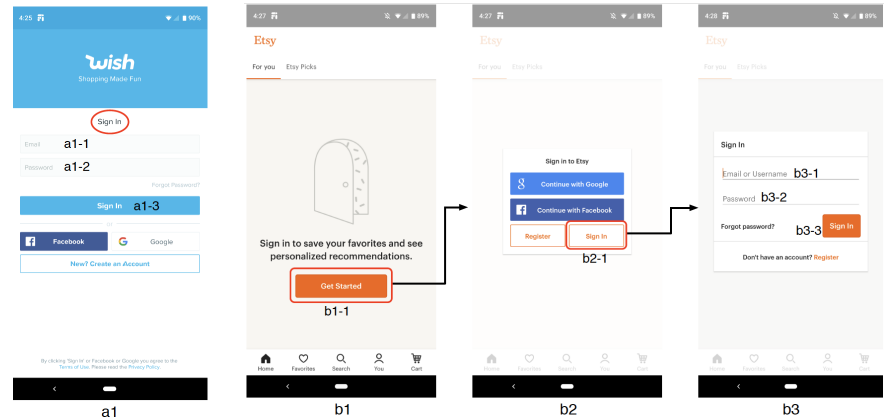 4:25
90%
wish
Shopping Made Fun
Sign In
Email a1-1
Password a1-2
Forgot Password?
Sign In a1-3
or
Facebook
Google
New? Create an Account
By clicking 'Sign In' or Facebook or Google you agree to the
Terms of Use. Please read the Privacy Policy.
a1
4:27
89%
Etsy
For you Etsy Picks
Sign in to save your favorites and see
personalized recommendations.
Get Started
b1-1
Home Favorites Search You Cart
b1
4:27
89%
Etsy
For you Etsy Picks
Sign in to Etsy
Continue with Google
Continue with Facebook
Register
Sign In
b2-1
Home Favorites Search You Cart
b2
4:28
89%
Etsy
For you Etsy Picks
Sign In
Email or Username b3-1
Password b3-2
Forgot password? b3-3 Sign In
Don't have an account? Register
Home Favorites Search You Cart
b3